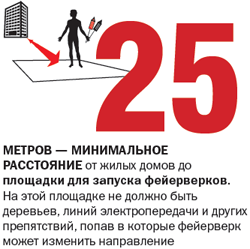 25
МЕТРОВ — МИНИМАЛЬНОЕ
РАССТОЯНИЕ от жилых домов до
площадки для запуска фейерверков.
На этой площадке не должно быть
деревьев, линий электропередачи и других
препятствий, попав в которые фейерверк
может изменить направление